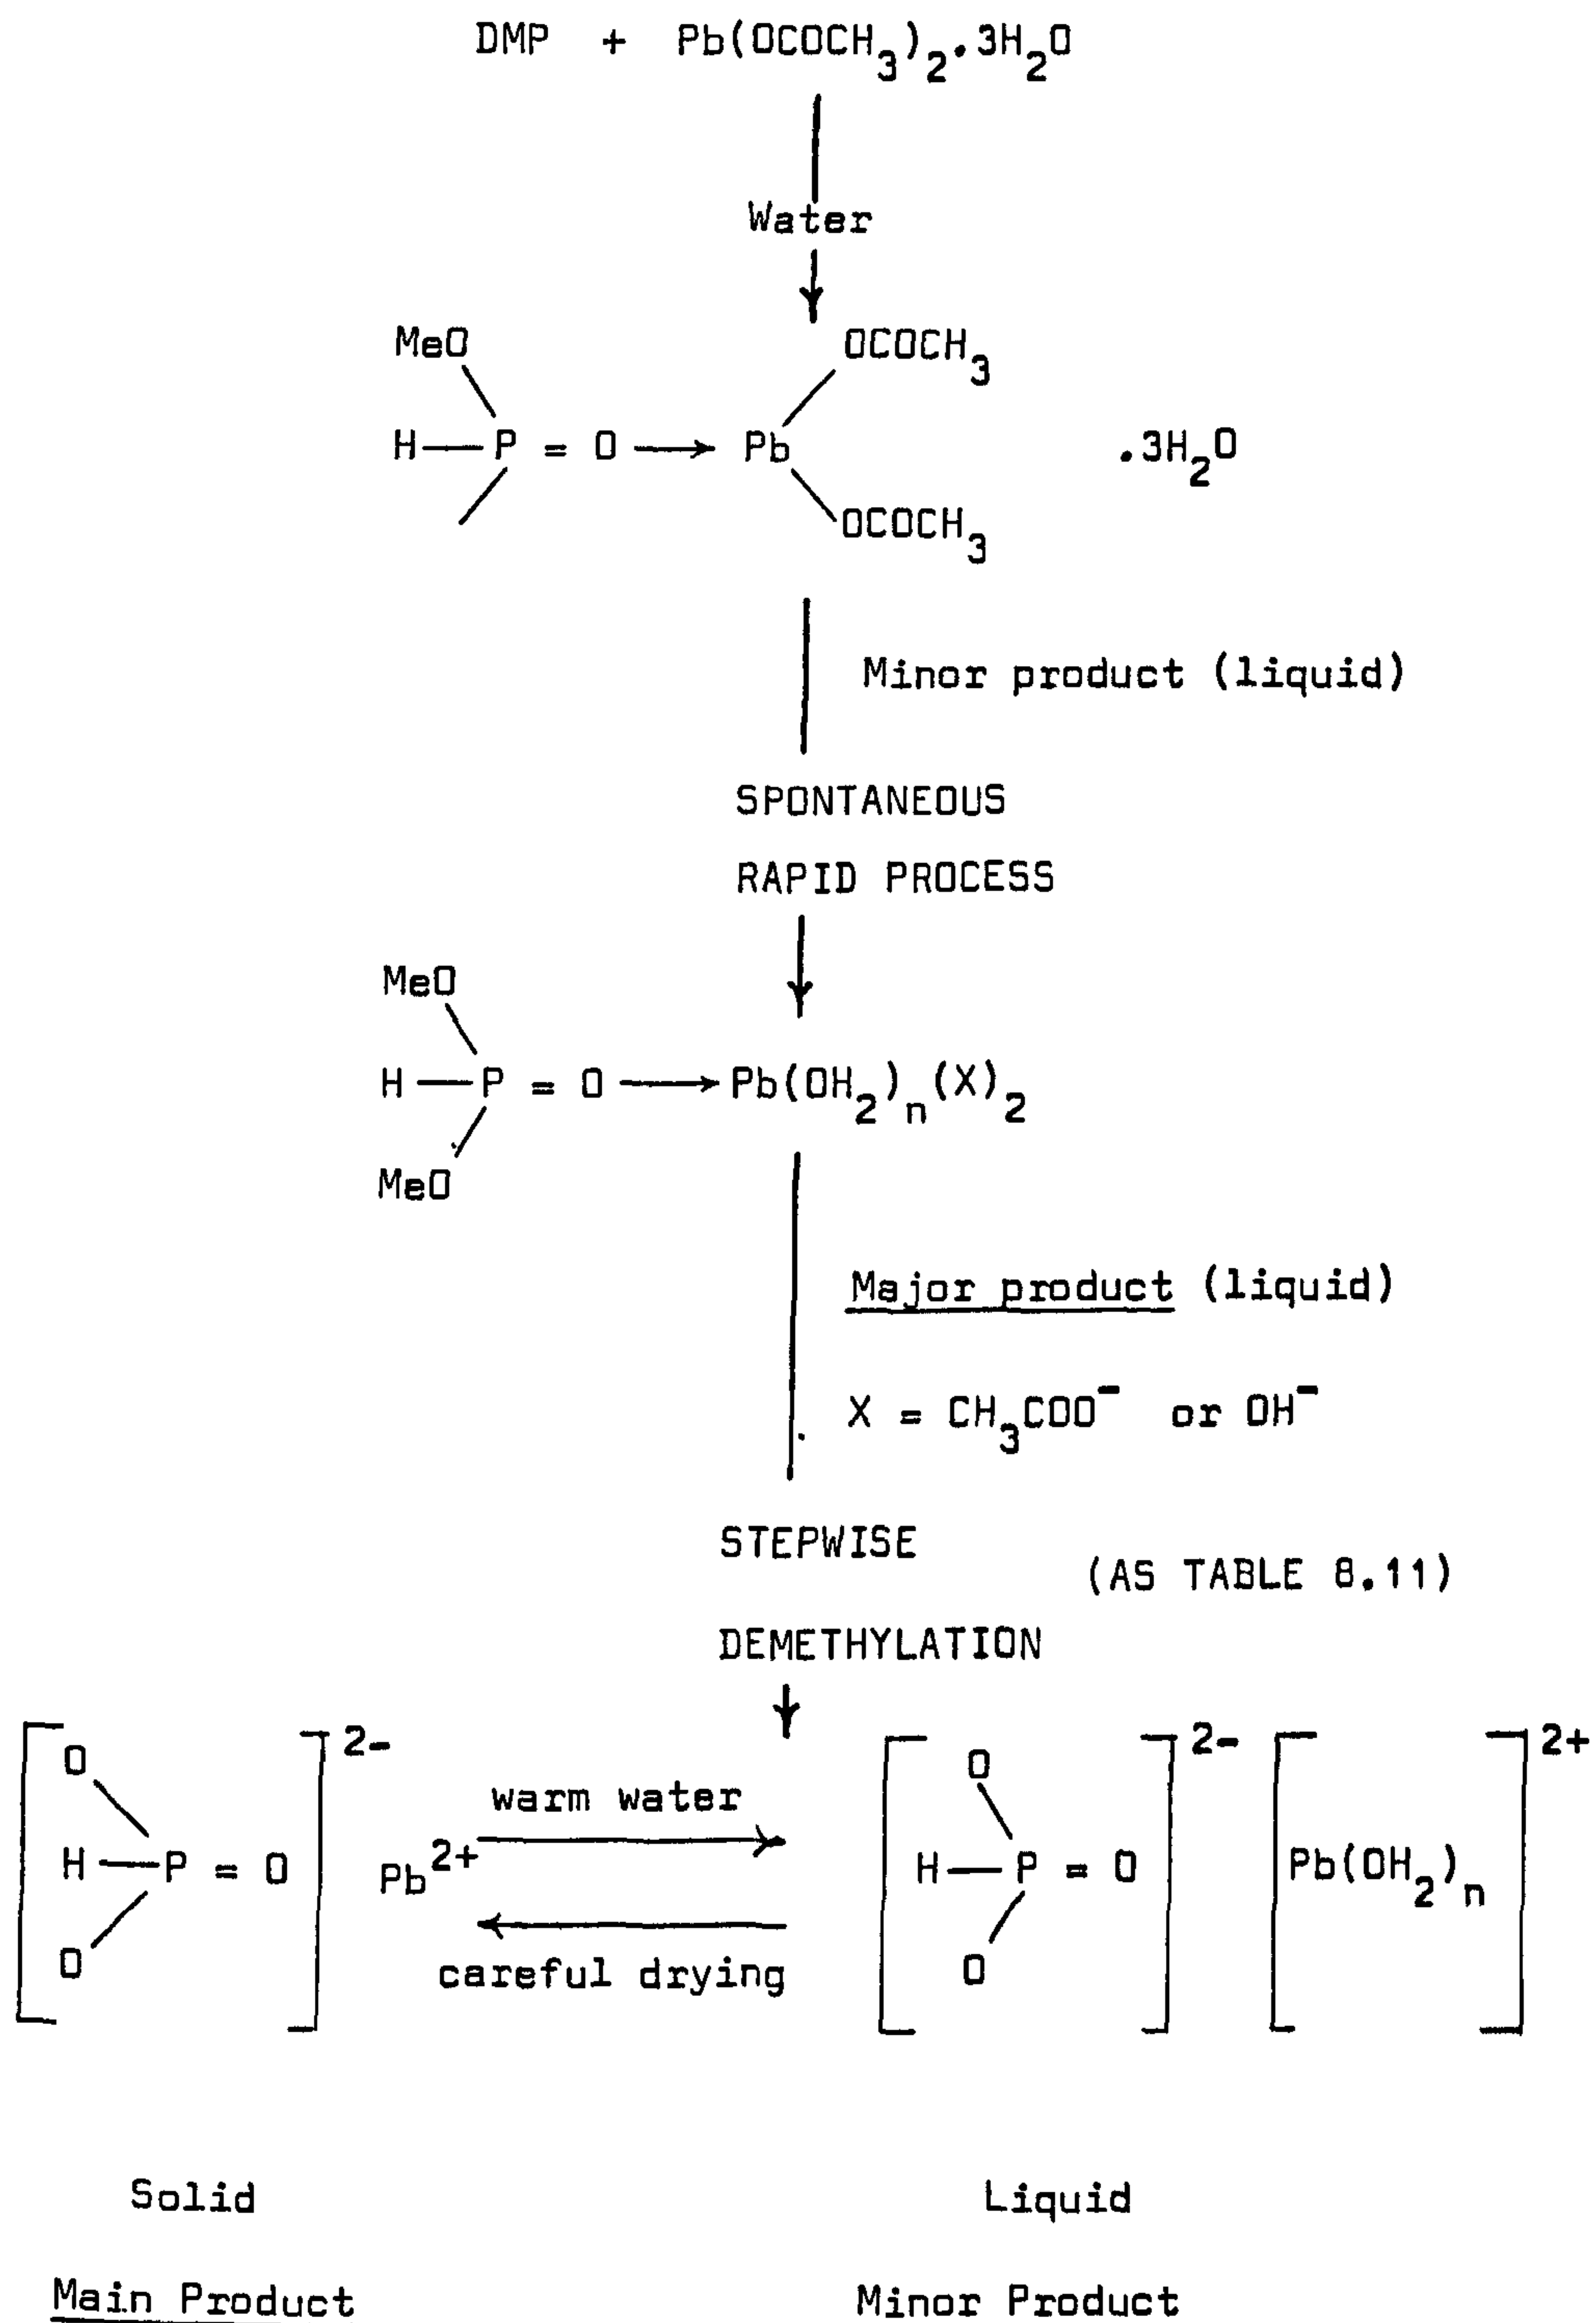 DMP + Pb(OCOCH3)2.3H2O
Water
MeO
OCOCH3
H—P = O → Pb .3H2O
OCOCH3
Minor product (liquid)
SPONTANEOUS
RAPID PROCESS
MeO
H—P = O → Pb(OH2)n(X)2
MeO
Major product (liquid)
X = CH3COO- or OH-
STEPWISE
(AS TABLE 8.11)
DEMETHYLATION
[O 2- [O 2- [ ]2+
warm water
H—P = O] Pb2+ H—P = O] Pb(OH2)n
O O
careful drying
Solid Liquid
Main Product Minor Product